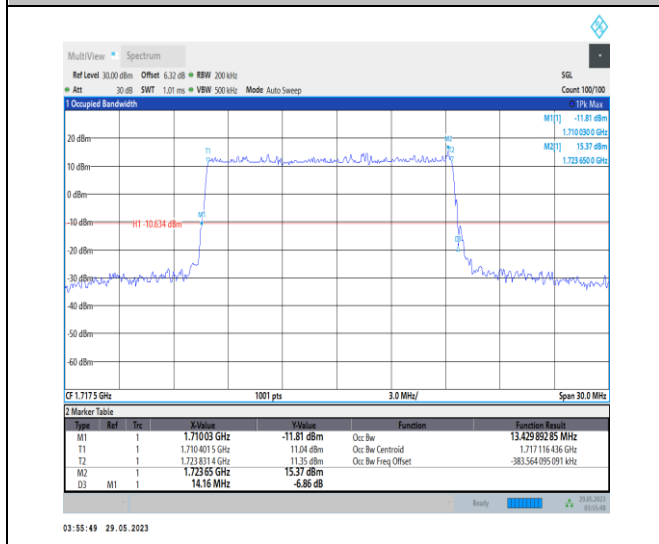 MultiView Spectrum
Ref Level 30.00 dBm Offset 6.32 dB RBW 200 kHz SGL
Att 30 dB SWT 1.01 ms VBW 500 kHz Mode Auto Sweep Count 100/100
1 Occupied Bandwidth 1Pk Max
M1[1] -11.81 dBm
1.710 030 0 GHz
M2[1] 15.37 dBm
1.723 650 0 GHz
20 dBm
M2
T1
T2
10 dBm
0 dBm
M1
-10 dBm
H1 -10.634 dBm
D3
-20 dBm
-30 dBm
-40 dBm
-50 dBm
-60 dBm
CF 1.717 5 GHz 1001 pts 3.0 MHz/ Span 30.0 MHz
2 Marker Table
Type Ref Trc X-Value Y-Value Function Function Result
M1 1 1.710 03 GHz -11.81 dBm Occ Bw 13.429 892 85 MHz
T1 1 1.710 401 5 GHz 11.04 dBm Occ Bw Centroid 1.717 116 436 GHz
T2 1 1.723 831 4 GHz 11.35 dBm Occ Bw Freq Offset -383.564 095 091 kHz
M2 1 1.723 65 GHz 15.37 dBm
D3 M1 1 14.16 MHz -6.86 dB
Ready
03:55:49 29.05.2023